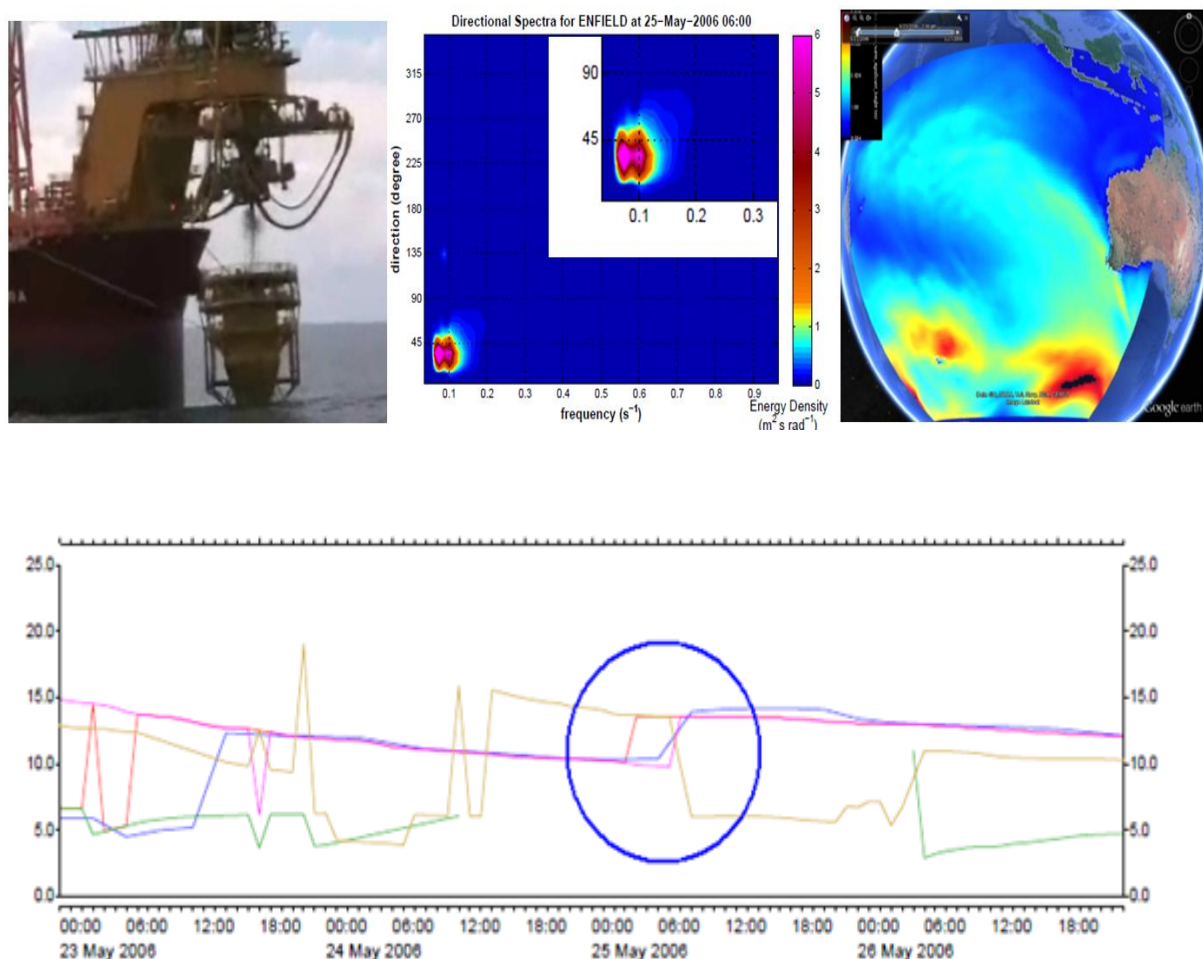 Directional Spectra for ENFIELD at 25-May-2006 06:00
direction (degree)
315
270
225
180
135
90
45
0.1 0.2 0.3 0.4 0.5 0.6 0.7 0.8 0.9
frequency (s⁻¹)
90
45
0.1 0.2 0.3
6
5
4
3
2
1
0
Energy Density
(m² s rad⁻¹)
Google earth
25.0 25.0
20.0 20.0
15.0 15.0
10.0 10.0
5.0 5.0
0.0 0.0
00:00 06:00 12:00 18:00 00:00 06:00 12:00 18:00 00:00 06:00 12:00 18:00 00:00 06:00 12:00 18:00
23 May 2006 24 May 2006 25 May 2006 26 May 2006